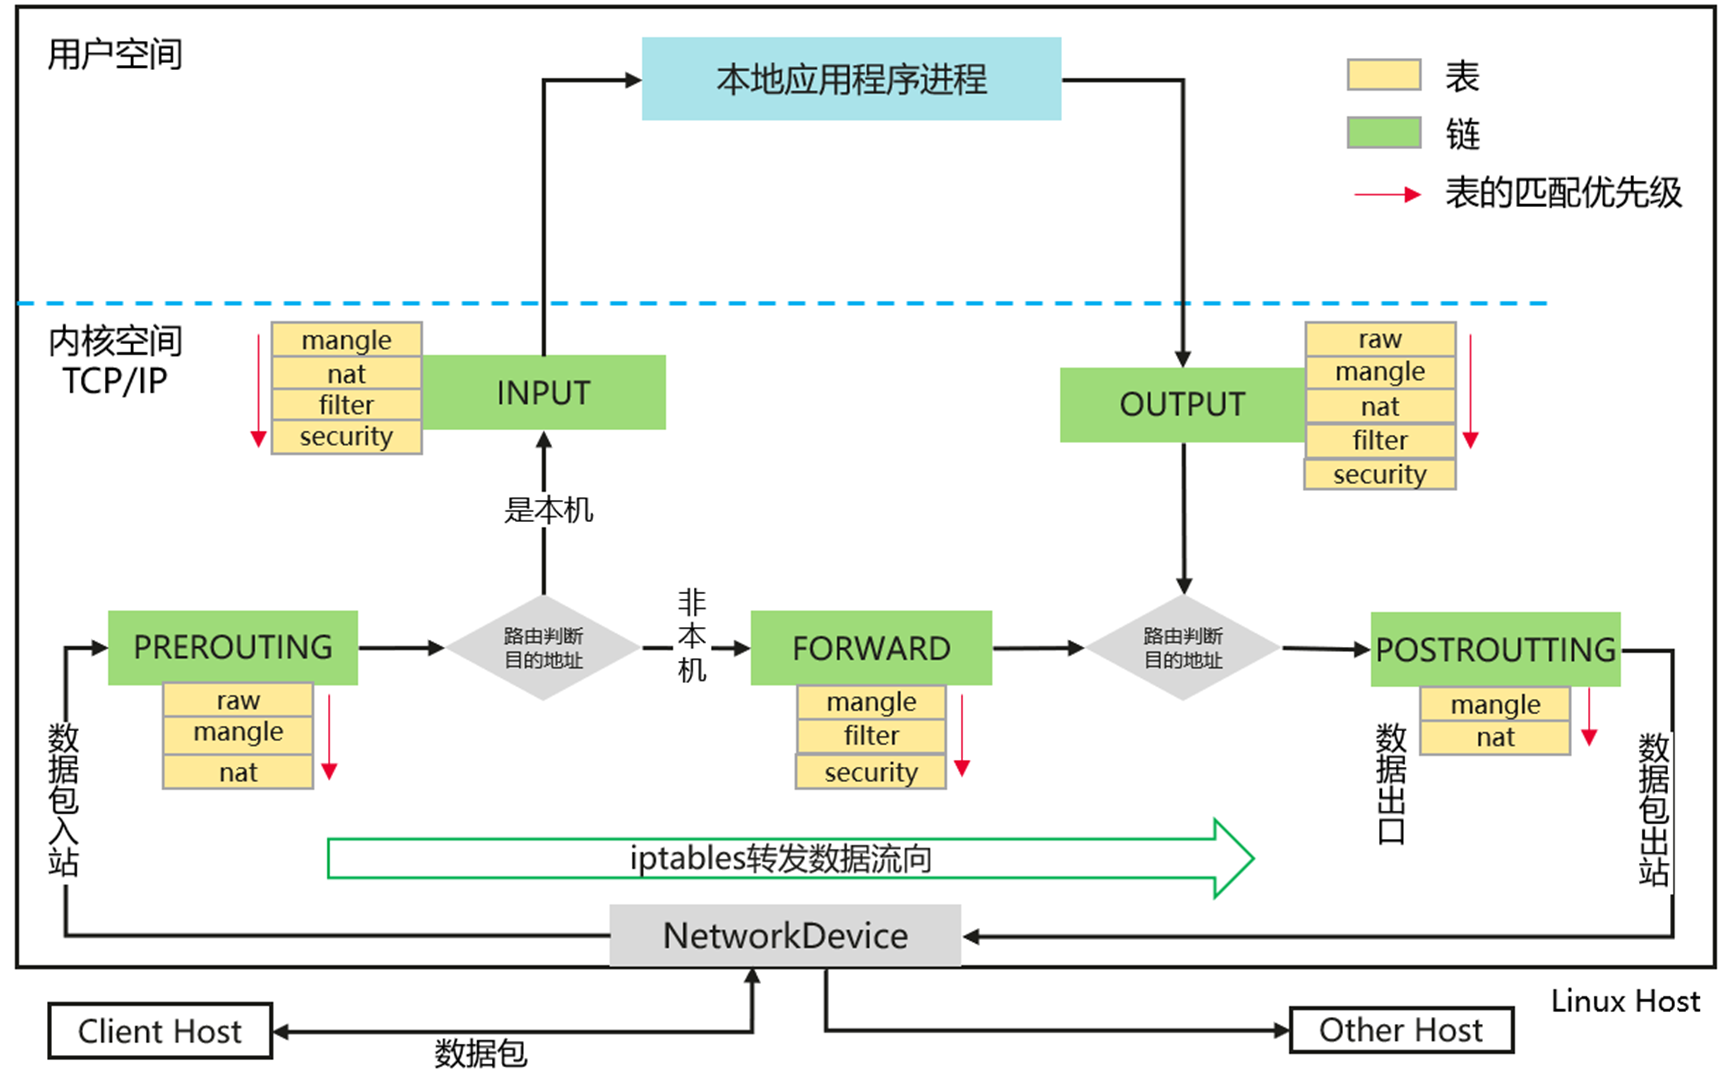 用户空间
本地应用程序进程
表
链
表的匹配优先级
内核空间
TCP/IP
mangle
nat
filter
security
INPUT
OUTPUT
raw
mangle
nat
filter
security
是本机
PREROUTING
raw
mangle
nat
路由判断
目的地址
非本机
FORWARD
mangle
filter
security
路由判断
目的地址
POSTROUTTING
mangle
nat
数据包入站
数据出口
数据包出站
iptables转发数据流向
NetworkDevice
Linux Host
Client Host
数据包
Other Host